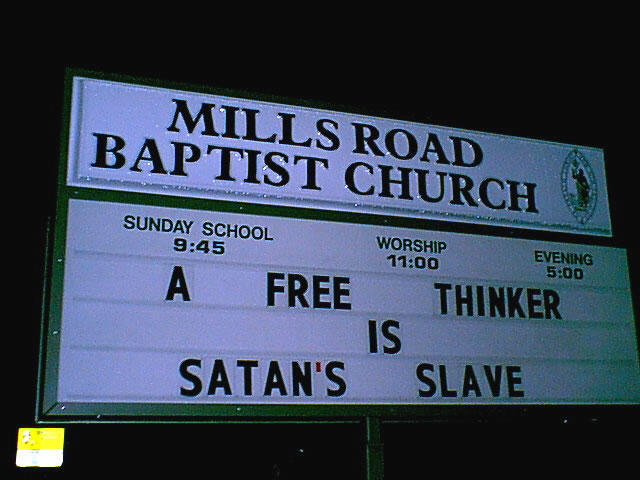 MILLS ROAD
BAPTIST CHURCH
SUNDAY SCHOOL
9:45
WORSHIP
11:00
EVENING
5:00
A FREE THINKER
IS
SATAN'S SLAVE